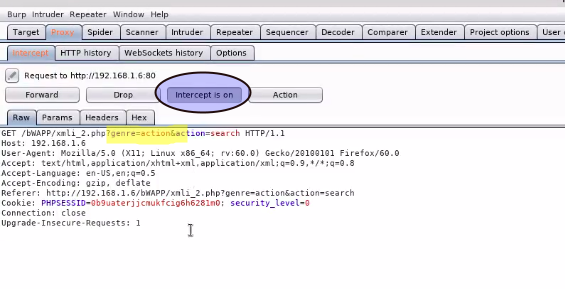 Burp Intruder Repeater Window Help
Target Proxy Spider Scanner Intruder Repeater Sequencer Decoder Comparer Extender Project options User
Intercept HTTP history WebSockets history Options
Request to http://192.168.1.6:80
Forward Drop Intercept is on Action
Raw Params Headers Hex
GET /bWAPP/xmli_2.php?genre=action&action=search HTTP/1.1
Host: 192.168.1.6
User-Agent: Mozilla/5.0 (X11; Linux x86_64; rv:60.0) Gecko/20100101 Firefox/60.0
Accept: text/html,application/xhtml+xml,application/xml;q=0.9,*/*;q=0.8
Accept-Language: en-US,en;q=0.5
Accept-Encoding: gzip, deflate
Referer: http://192.168.1.6/bWAPP/xmli_2.php?genre=action&action=search
Cookie: PHPSESSID=0b9uaterjjcmukfcig6h6281m0; security_level=0
Connection: close
Upgrade-Insecure-Requests: 1